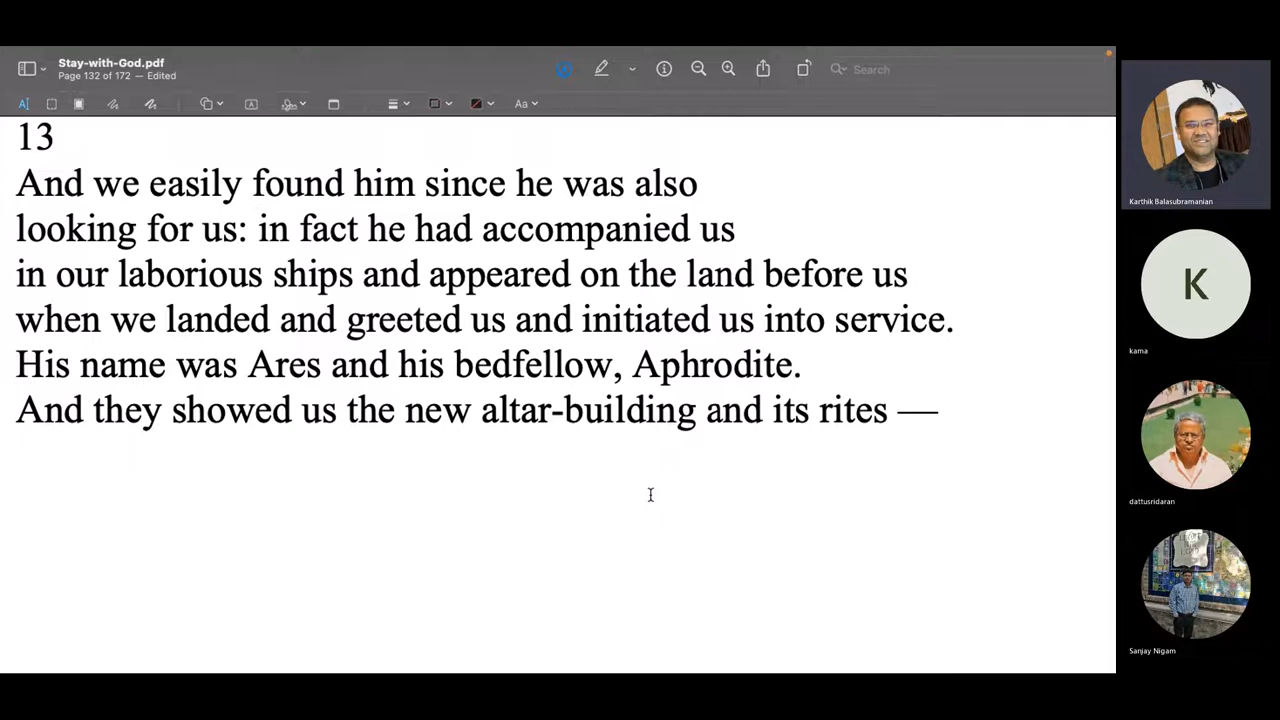 Stay-with-God.pdf
Page 132 of 172 — Edited
Search
Aa
13
And we easily found him since he was also
looking for us: in fact he had accompanied us
in our laborious ships and appeared on the land before us
when we landed and greeted us and initiated us into service.
His name was Ares and his bedfellow, Aphrodite.
And they showed us the new altar-building and its rites —
Karthik Balasubramanian
K
kama
dattusridaran
Sanjay Nigam